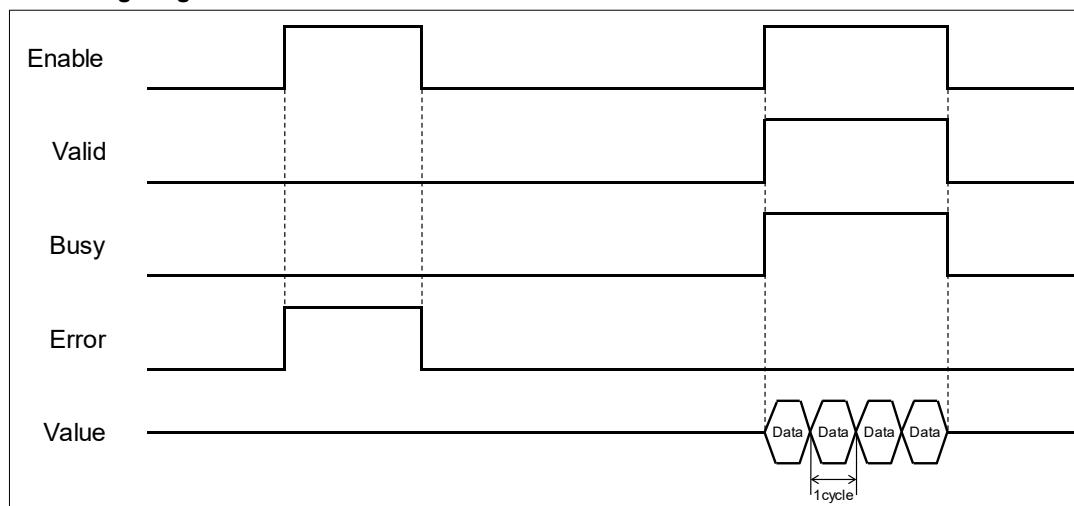 Enable
Valid
Busy
Error
Value
Data Data Data Data
1cycle